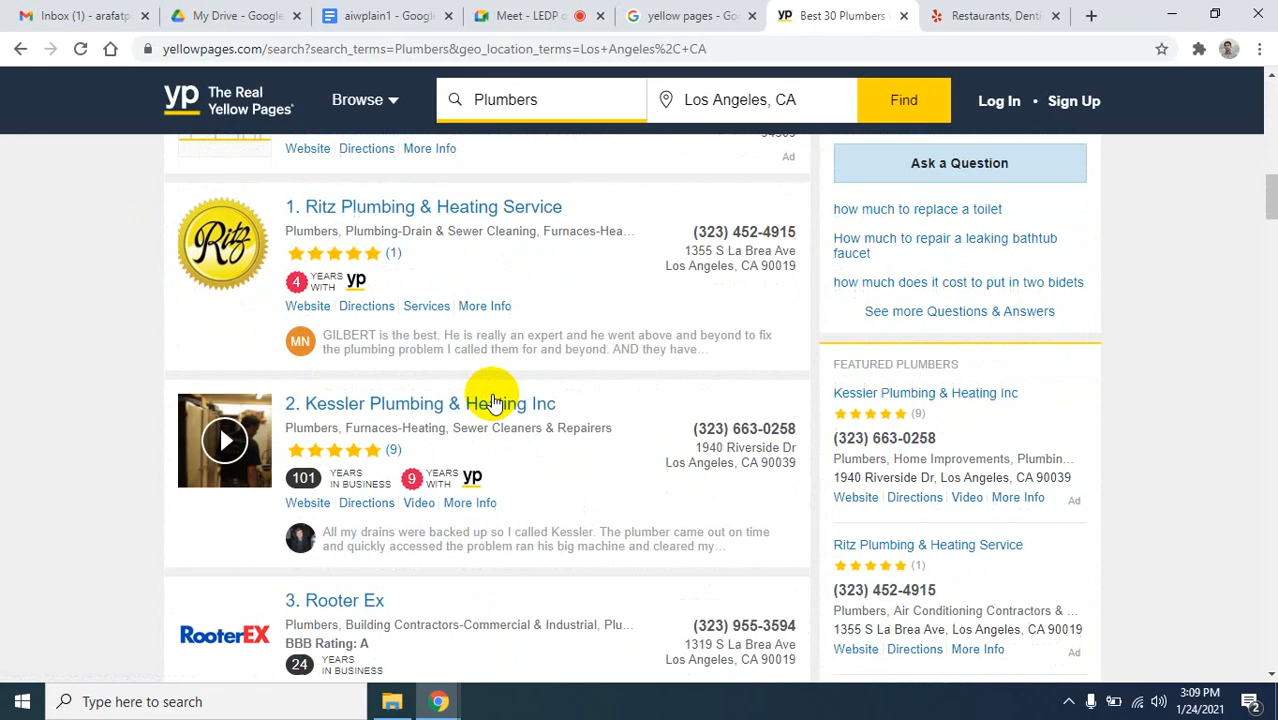 Inbox (1) - arafatp
My Drive - Google
aiwplain1 - Google
Meet - LEDP
yellow pages - Goo
Best 30 Plumbers
Restaurants, Denti
yellowpages.com/search?search_terms=Plumbers&geo_location_terms=Los+Angeles%2C+CA
yp The Real Yellow Pages
Browse
Plumbers
Los Angeles, CA
Find
Log In • Sign Up
Website Directions More Info
Ad
1. Ritz Plumbing & Heating Service
Plumbers, Plumbing-Drain & Sewer Cleaning, Furnaces-Hea...
(1)
4 YEARS WITH yp
Website Directions Services More Info
(323) 452-4915
1355 S La Brea Ave
Los Angeles, CA 90019
Ritz
MN
GILBERT is the best. He is really an expert and he went above and beyond to fix
the plumbing problem I called them for and beyond. AND they have...
2. Kessler Plumbing & Heating Inc
Plumbers, Furnaces-Heating, Sewer Cleaners & Repairers
(9)
101 YEARS IN BUSINESS 9 YEARS WITH yp
Website Directions Video More Info
(323) 663-0258
1940 Riverside Dr
Los Angeles, CA 90039
All my drains were backed up so I called Kessler. The plumber came out on time
and quickly accessed the problem ran his big machine and cleared my...
3. Rooter Ex
Plumbers, Building Contractors-Commercial & Industrial, Plu...
BBB Rating: A
24 YEARS IN BUSINESS
RooterEX
(323) 955-3594
1319 S La Brea Ave
Los Angeles, CA 90019
Ask a Question
how much to replace a toilet
How much to repair a leaking bathtub
faucet
how much does it cost to put in two bidets
See more Questions & Answers
FEATURED PLUMBERS
Kessler Plumbing & Heating Inc
(9)
(323) 663-0258
Plumbers, Home Improvements, Plumbin...
1940 Riverside Dr, Los Angeles, CA 90039
Website Directions Video More Info
Ad
Ritz Plumbing & Heating Service
(1)
(323) 452-4915
Plumbers, Air Conditioning Contractors & ...
1355 S La Brea Ave, Los Angeles, CA 90019
Website Directions More Info
Ad
Type here to search
3:09 PM
1/24/2021
2